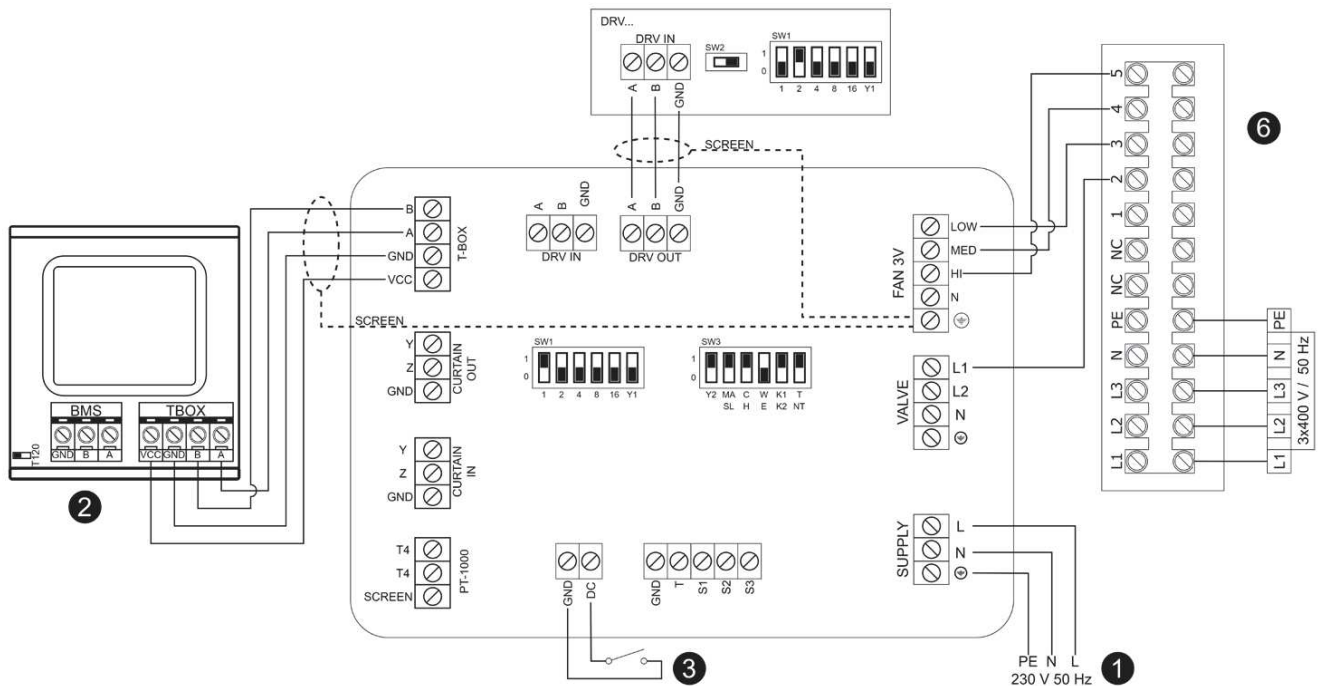 DRV...
DRV IN
A B GND
SW2
SW1
1
0
1 2 4 8 16 Y1
SCREEN
A B GND
DRV IN
A B GND
DRV OUT
B
A
GND
VCC
T-BOX
SCREEN
Y
Z
GND
CURTAIN OUT
Y
Z
GND
CURTAIN IN
T4
T4
SCREEN
PT-1000
SW1
1
0
1 2 4 8 16 Y1
SW3
1
0
Y2 MA C W K1 T
SL H E K2 NT
GND DC
GND T S1 S2 S3
FAN 3V
LOW
MED
HI
N
VALVE
L1
L2
N
SUPPLY
L
N
BMS
GND B A
TBOX
VCC GND B A
T120
2
3
PE N L
230 V 50 Hz
1
5
4
3
2
1
NC
NC
PE
N
L3
L2
L1
6
PE
N
L3
L2
L1
3x400 V / 50 Hz